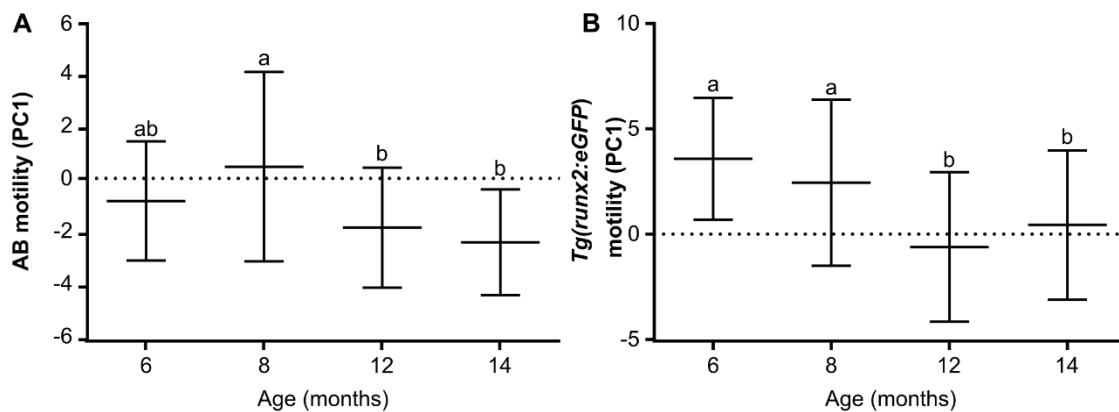 A
AB motility (PC1)
6
4
2
0
-2
-4
-6
ab
a
b
b
6
8
12
14
Age (months)
B
Tg(runx2:eGFP)
motility (PC1)
10
5
0
-5
a
a
b
b
6
8
12
14
Age (months)